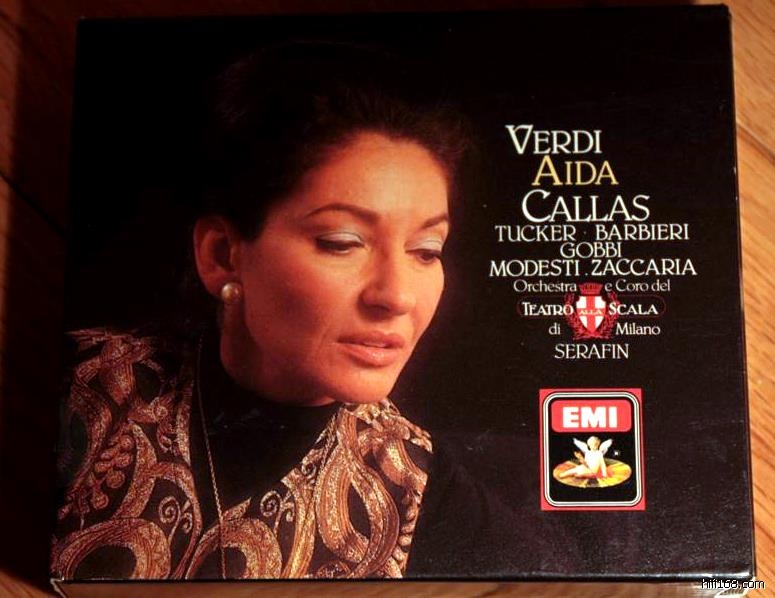 VERDI
AIDA
CALLAS
TUCKER · BARBIERI
GOBBI
MODESTI . ZACCARIA
Orchestra e Coro del
TEATRO ALLA SCALA
di Milano
SERAFIN
EMI
hifi168.com